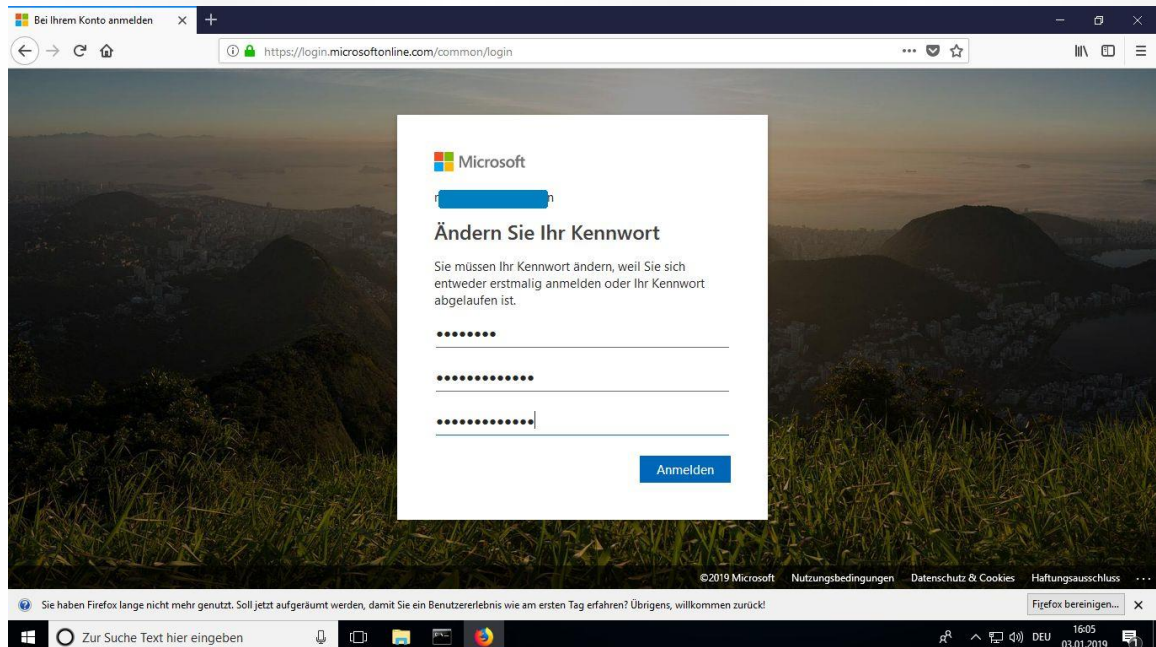 Bei Ihrem Konto anmelden
https://login.microsoftonline.com/common/login
Microsoft
r n
Ändern Sie Ihr Kennwort
Sie müssen Ihr Kennwort ändern, weil Sie sich
entweder erstmalig anmelden oder Ihr Kennwort
abgelaufen ist.
••••••••
•••••••••••••
•••••••••••••
Anmelden
©2019 Microsoft Nutzungsbedingungen Datenschutz & Cookies Haftungsausschluss ...
Sie haben Firefox lange nicht mehr genutzt. Soll jetzt aufgeräumt werden, damit Sie ein Benutzererlebnis wie am ersten Tag erfahren? Übrigens, willkommen zurück! Firefox bereinigen...
Zur Suche Text hier eingeben DEU 16:05
03.01.2019